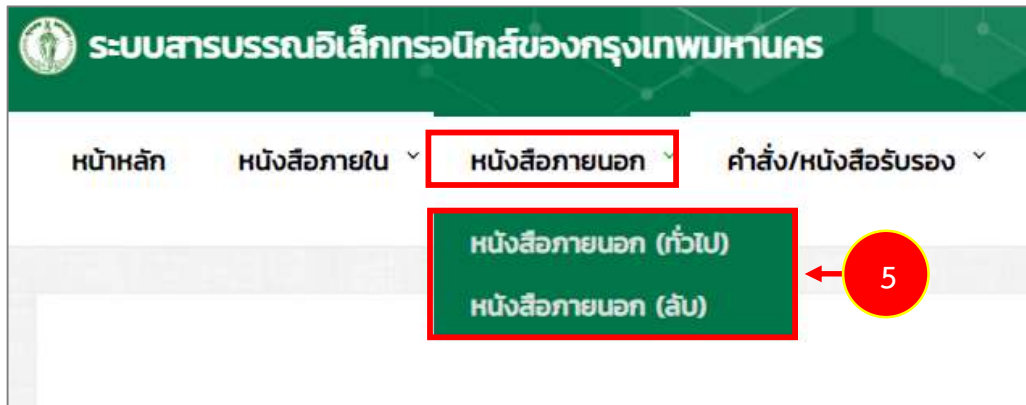 ระบบสารบรรณอิเล็กทรอนิกส์ของกรุงเทพมหานคร
หน้าหลัก หนังสือภายใน หนังสือภายนอก คำสั่ง/หนังสือรับรอง
หนังสือภายนอก (ทั่วไป)
5
หนังสือภายนอก (ลับ)